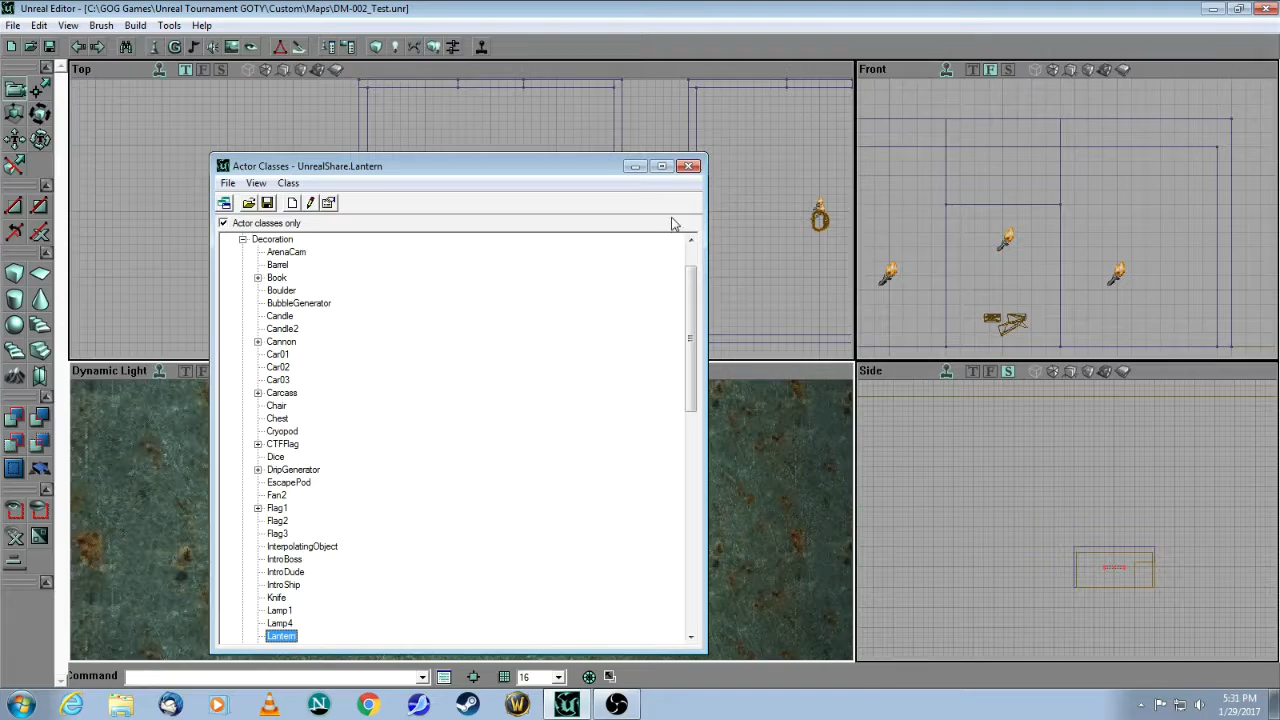 Unreal Editor - [C:\GOG Games\Unreal Tournament GOTY\Custom\Maps\DM-002_Test.unr]
File Edit View Brush Build Tools Help
Top T F S
Front T F S
Actor Classes - UnrealShare.Lantern
File View Class
Actor classes only
Decoration
ArenaCam
Barrel
Book
Boulder
BubbleGenerator
Candle
Candle2
Cannon
Car01
Car02
Car03
Carcass
Chair
Chest
Cryopod
CTFFlag
Dice
DripGenerator
EscapePod
Fan2
Flag1
Flag2
Flag3
InterpolatingObject
IntroBoss
IntroDude
IntroShip
Knife
Lamp1
Lamp4
Lantern
Dynamic Light T F
Side T F S
Command 16
5:31 PM
1/29/2017